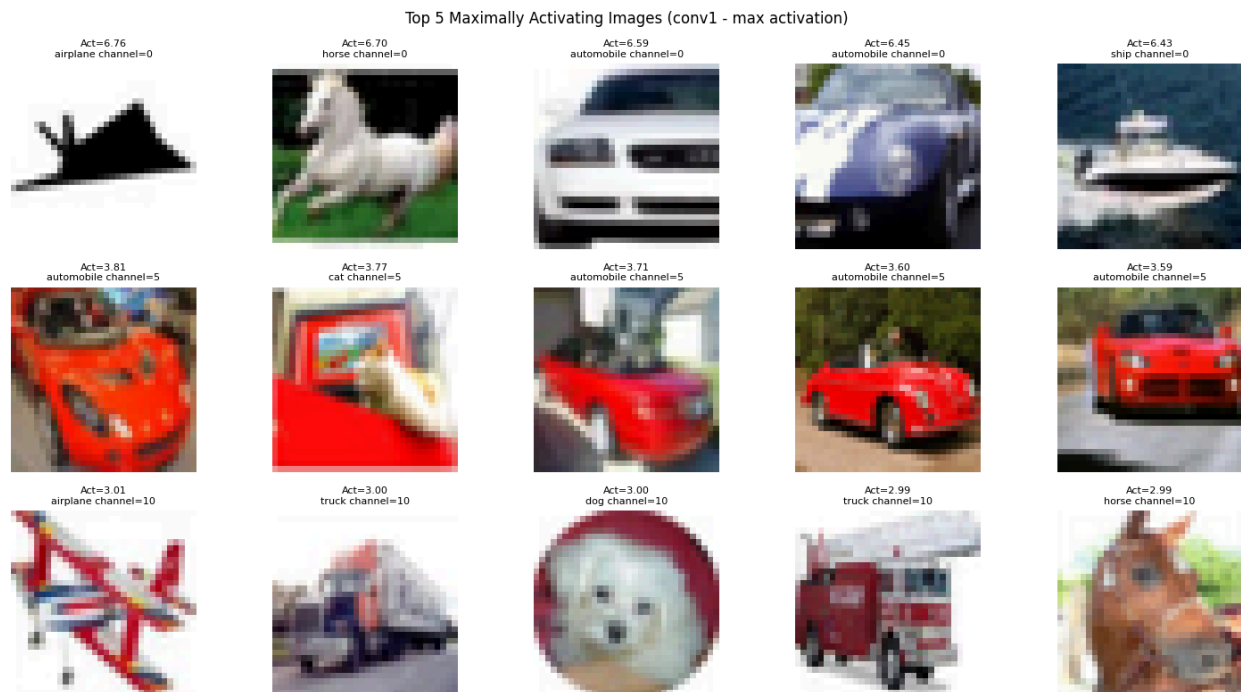 Top 5 Maximally Activating Images (conv1 - max activation)
Act=6.76
airplane channel=0
Act=6.70
horse channel=0
Act=6.59
automobile channel=0
Act=6.45
automobile channel=0
Act=6.43
ship channel=0
Act=3.81
automobile channel=5
Act=3.77
cat channel=5
Act=3.71
automobile channel=5
Act=3.60
automobile channel=5
Act=3.59
automobile channel=5
Act=3.01
airplane channel=10
Act=3.00
truck channel=10
Act=3.00
dog channel=10
Act=2.99
truck channel=10
Act=2.99
horse channel=10